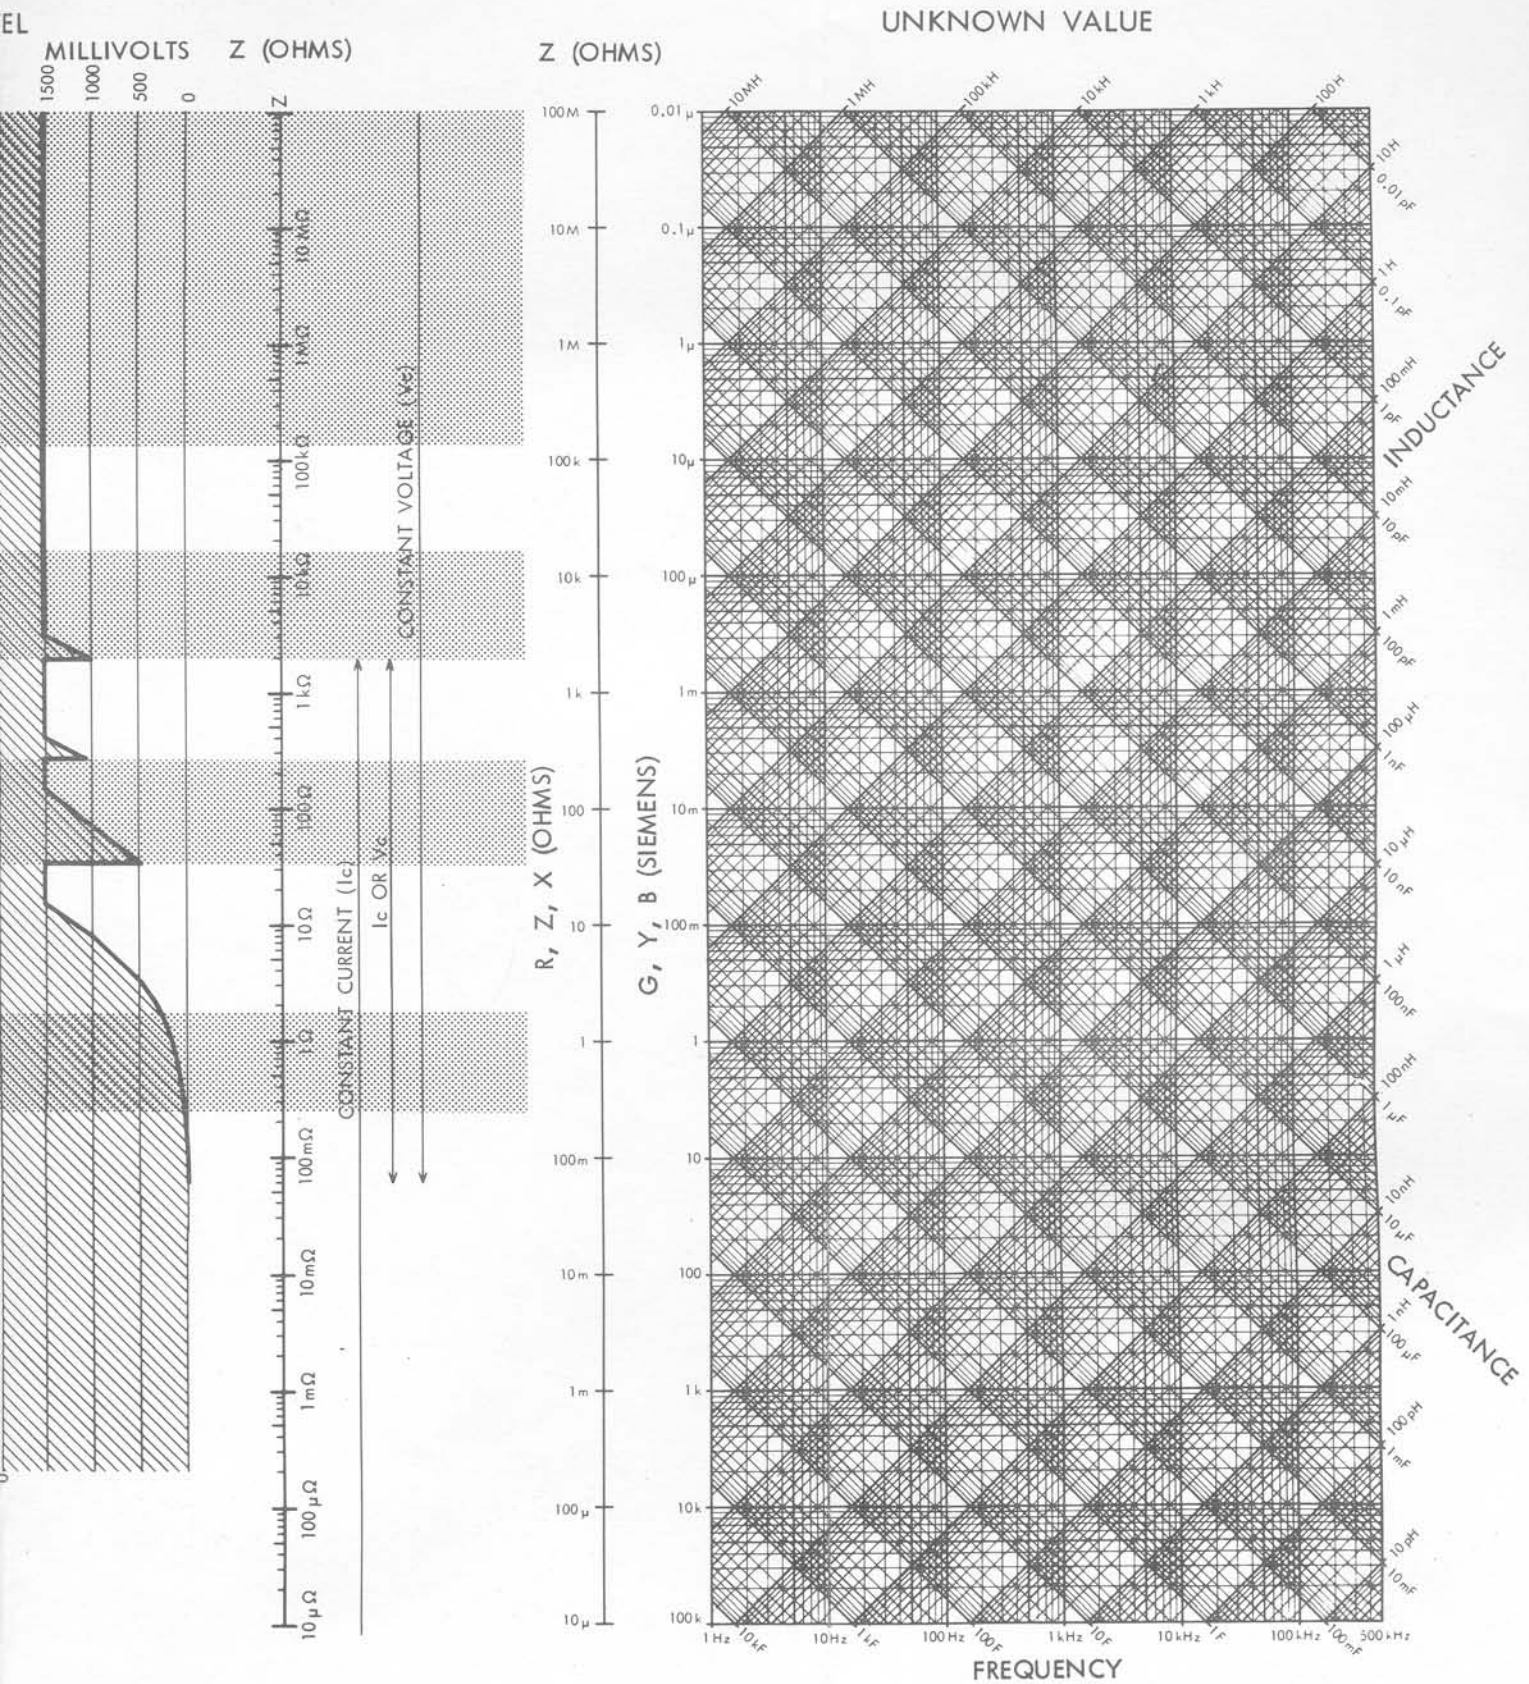 EL
UNKNOWN VALUE
MILLIVOLTS
Z (OHMS)
Z (OHMS)
1500
1000
500
0
Z
10 MΩ
1MΩ
100kΩ
10kΩ
1kΩ
100Ω
10Ω
1Ω
100mΩ
10mΩ
1mΩ
100μΩ
10μΩ
CONSTANT CURRENT (Ic)
Ic OR Vc
CONSTANT VOLTAGE (Vc)
100M
10M
1M
100k
10k
1k
100
10
1
100m
10m
1m
100μ
10μ
R, Z, X (OHMS)
G, Y, B (SIEMENS)
0.01μ
0.1μ
1μ
10μ
100μ
1m
10m
100m
1
10
100
1k
10k
100k
10MH
1MH
100kH
10kH
1kH
100H
10H
0.01pF
1H
0.1pF
100mH
1pF
INDUCTANCE
10mH
10pF
1mH
100pF
100μH
1nF
10μH
10nF
1μH
100nF
100nH
1μF
10nH
10μF
CAPACITANCE
1nH
100μF
100pH
1mF
10pH
10mF
1Hz
10kF
10Hz
1kF
100Hz
100F
1kHz
10F
10kHz
1F
100kHz
100mF
500kHz
FREQUENCY